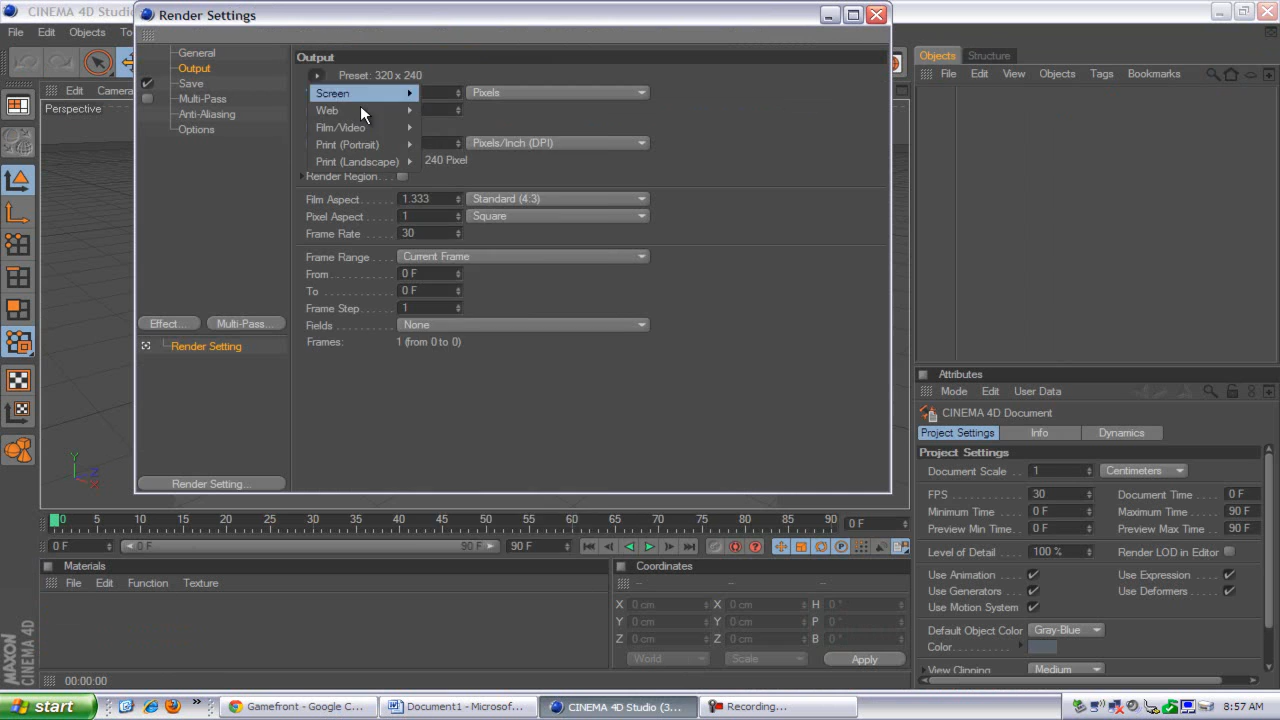 CINEMA 4D Studio
Render Settings
File Edit Objects To
General
Output
Save
Multi-Pass
Anti-Aliasing
Options
Effect...
Multi-Pass...
Render Setting
Render Setting...
Output
Preset: 320 x 240
Screen
Web
Film/Video
Print (Portrait)
Print (Landscape)
Pixels
Pixels/Inch (DPI)
240 Pixel
Render Region
Film Aspect 1.333 Standard (4:3)
Pixel Aspect 1 Square
Frame Rate 30
Frame Range Current Frame
From 0 F
To 0 F
Frame Step 1
Fields None
Frames: 1 (from 0 to 0)
Edit Camera
Perspective
Y
Z
X
Objects Structure
File Edit View Objects Tags Bookmarks
Attributes
Mode Edit User Data
CINEMA 4D Document
Project Settings Info Dynamics
Project Settings
Document Scale 1 Centimeters
FPS 30 Document Time 0 F
Minimum Time 0 F Maximum Time 90 F
Preview Min Time 0 F Preview Max Time 90 F
Level of Detail 100 % Render LOD in Editor
Use Animation Use Expression
Use Generators Use Deformers
Use Motion System
Default Object Color Gray-Blue
Color
View Clipping Medium
0 5 10 15 20 25 30 35 40 45 50 55 60 65 70 75 80 85 90 0 F
0 F 0 F 90 F 90 F
Materials
File Edit Function Texture
Coordinates
-- -- --
X 0 cm X 0 cm H 0 °
Y 0 cm Y 0 cm P 0 °
Z 0 cm Z 0 cm B 0 °
World Scale Apply
MAXON
CINEMA 4D
00:00:00
start
Gamefront - Google C...
Document1 - Microsof...
CINEMA 4D Studio (3...
Recording...
8:57 AM